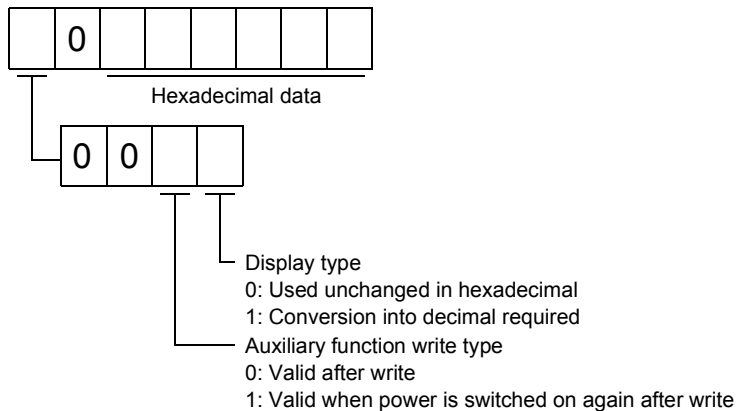 0
Hexadecimal data
0 0
Display type
0: Used unchanged in hexadecimal
1: Conversion into decimal required
Auxiliary function write type
0: Valid after write
1: Valid when power is switched on again after write